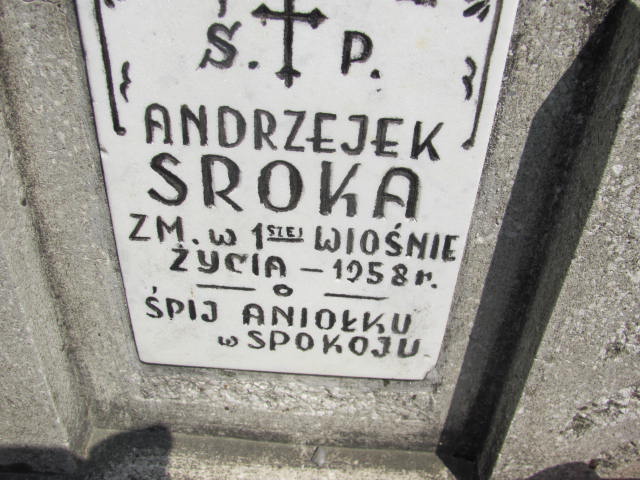 Ś. P.
ANDRZEJEK
SROKA
ZM. w 1SZEJ WIOŚNIE
ŻYCIA – 1958 r.
ŚPIJ ANIOŁKU
w SPOKOJU